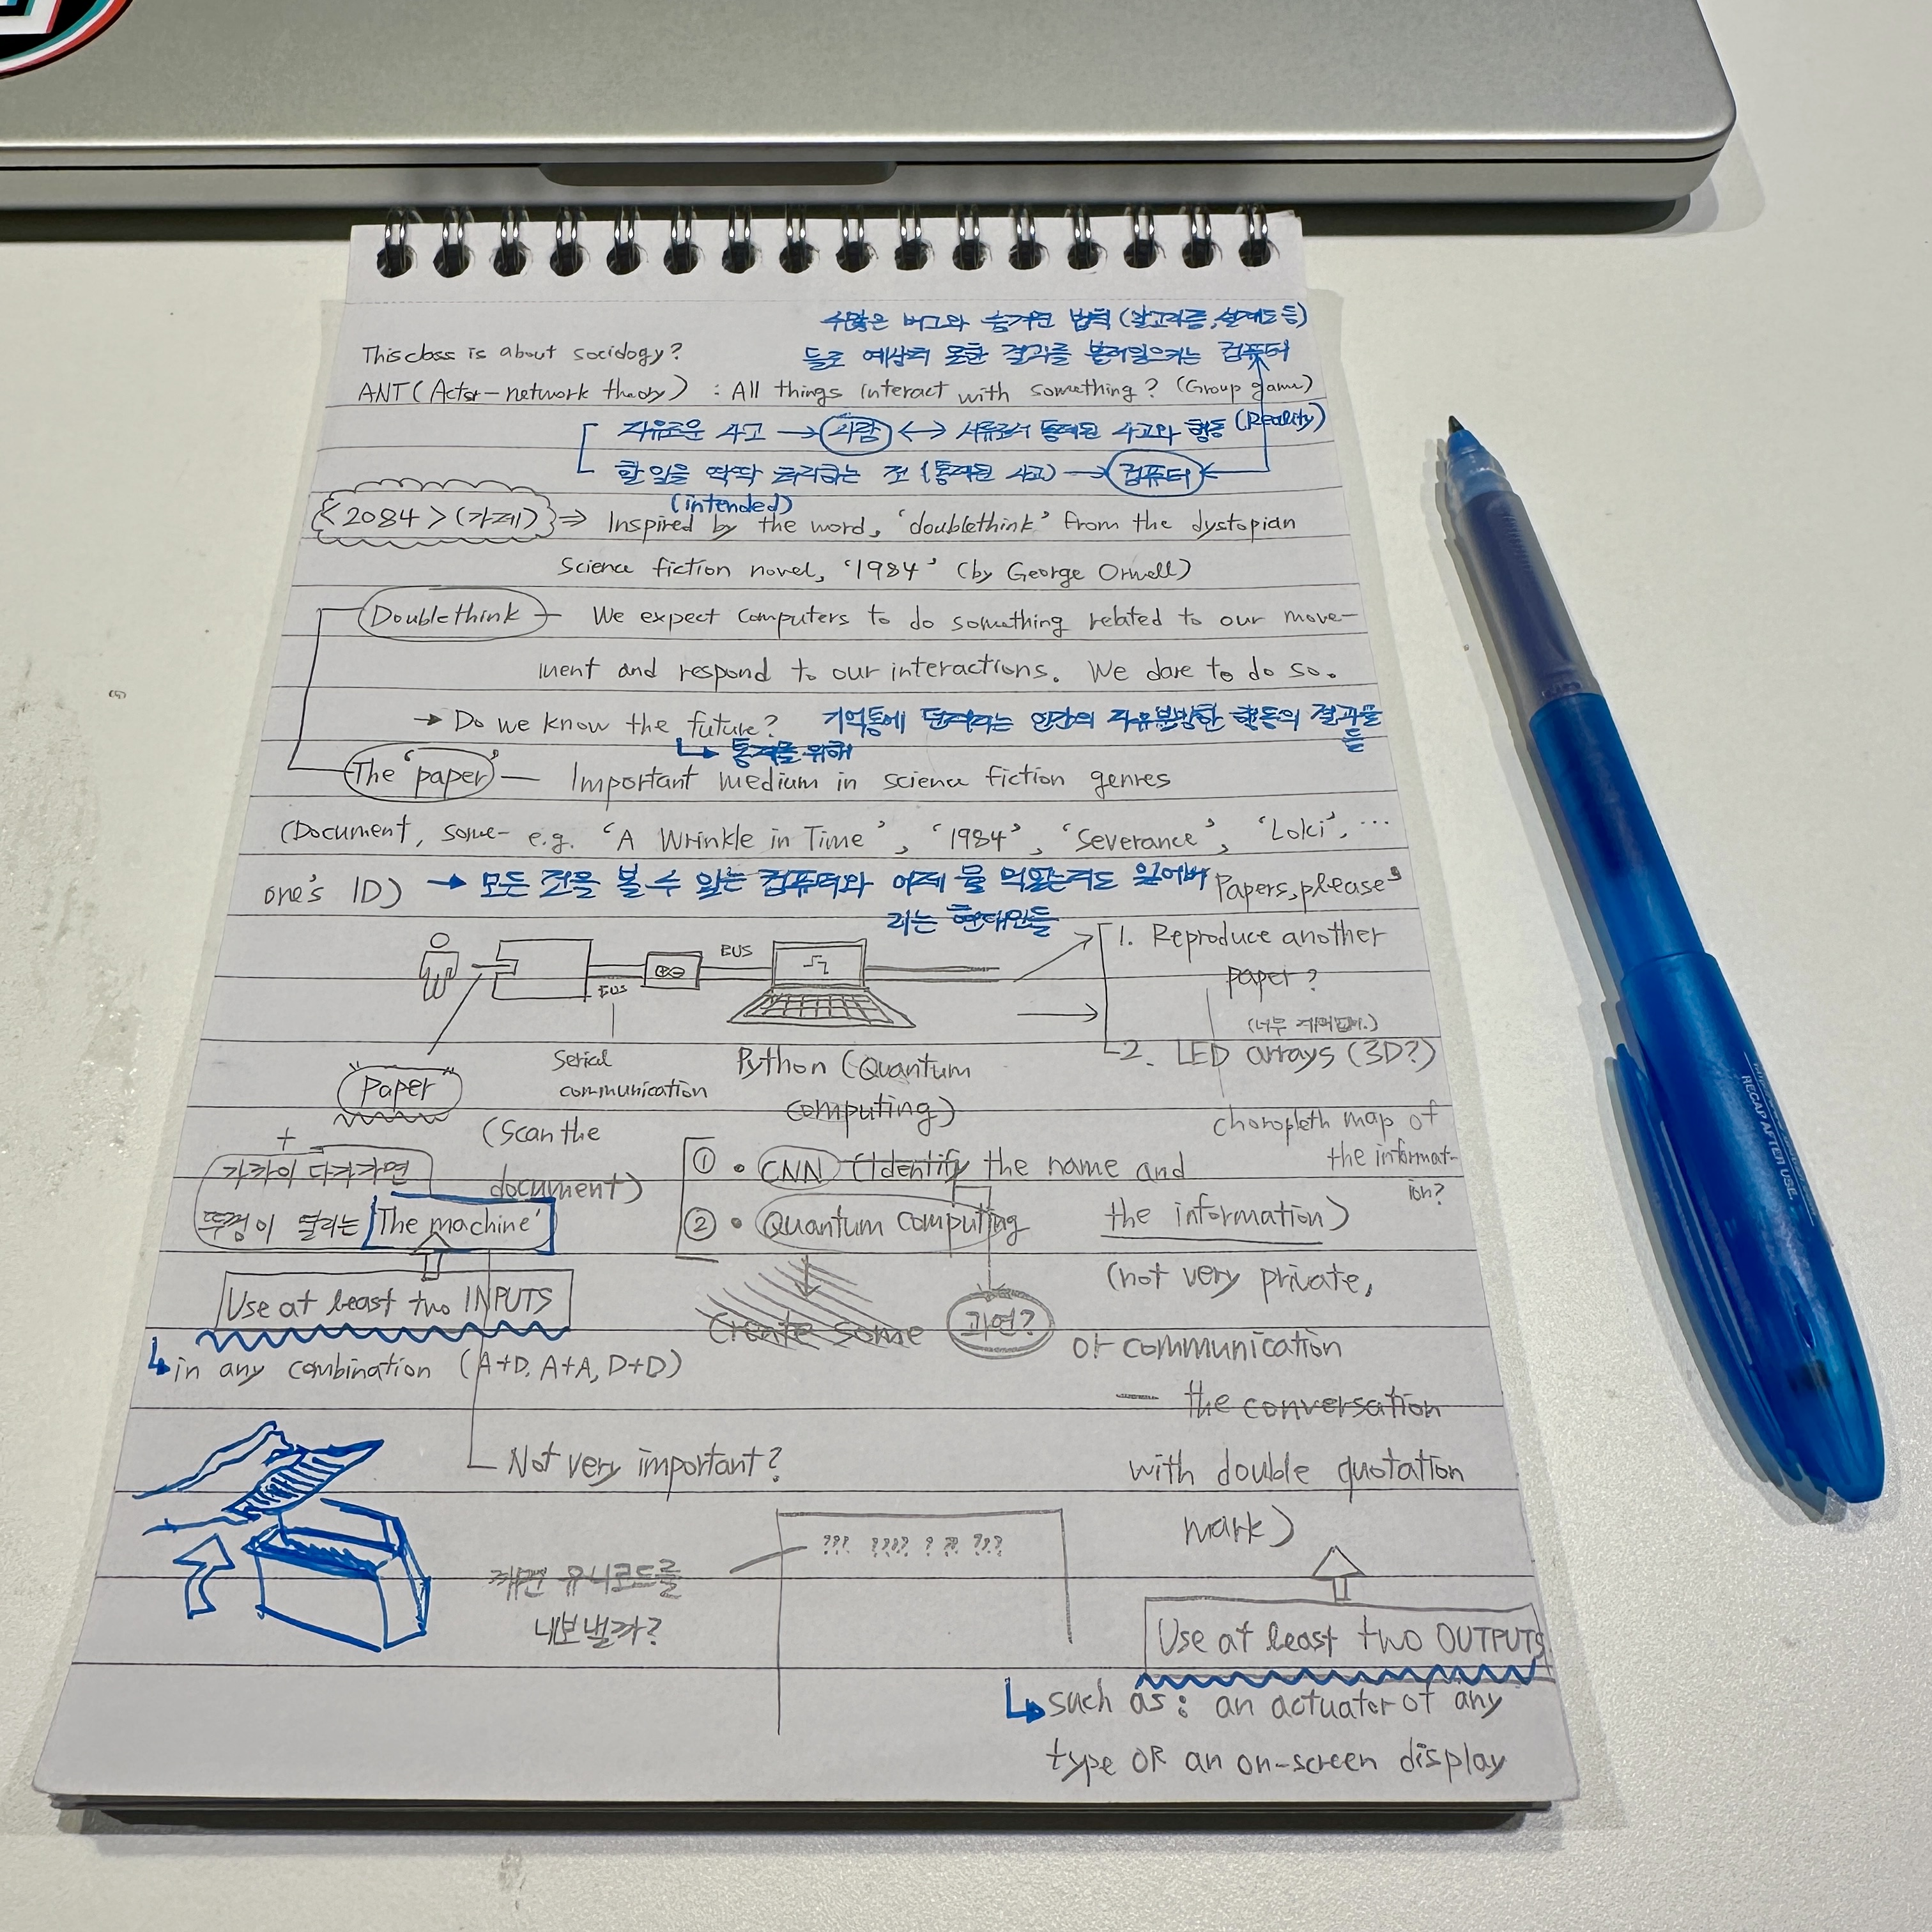 수많은 버그와 숨겨진 법칙 (알고리즘, 설계도 등)
This class is about sociology?
들로 예상치 못한 결과를 불러일으키는 컴퓨터
ANT (Actor-network theory) : All things interact with something? (Group game)
자유로운 사고 → 사람 ↔ 서류로서 통제된 사고와 행동 (Reality)
할 일을 딱딱 처리하는 것 (통제된 사고) → 컴퓨터
(intended)
<2084> (가제) ⇒ Inspired by the word, 'doublethink' from the dystopian
Science fiction novel, '1984' (by George Orwell)
Doublethink — We expect computers to do something related to our move-
ment and respond to our interactions. We dare to do so.
→ Do we know the future? 기억통에 들어가는 인간의 자유분방한 행동의 결과물
들
↳ 통제를 위해
The 'paper' — Important medium in science fiction genres
(Document, some- e.g. 'A Wrinkle in Time', '1984', 'Severance', 'Loki', ...
one's ID) → 모든 것을 볼 수 있는 컴퓨터와 어제 뭘 먹었는지도 잊어버 Papers, please'
리는 현대인들
BUS
BUS
1. Reproduce another
paper?
2. LED arrays (3D?)
"Paper"
Serial
communication
Python (Quantum
computing)
choropleth map of
the informat-
ion?
+
(Scan the
document)
가까이 다가가면
뚜껑이 열리는 'The machine'
① • CNN (Identify the name and
the information)
② • Quantum computing
(not very private,
Use at least two INPUTS
Create some
과연?
or communication
↳ in any combination (A+D, A+A, D+D)
— the conversation
Not very important?
with double quotation
mark)
??? ???? ? ?? ???
깨진 유니코드를
내보낼까?
Use at least two OUTPUTS
↳ such as: an actuator of any
type OR an on-screen display
RECAP AFTER USE.